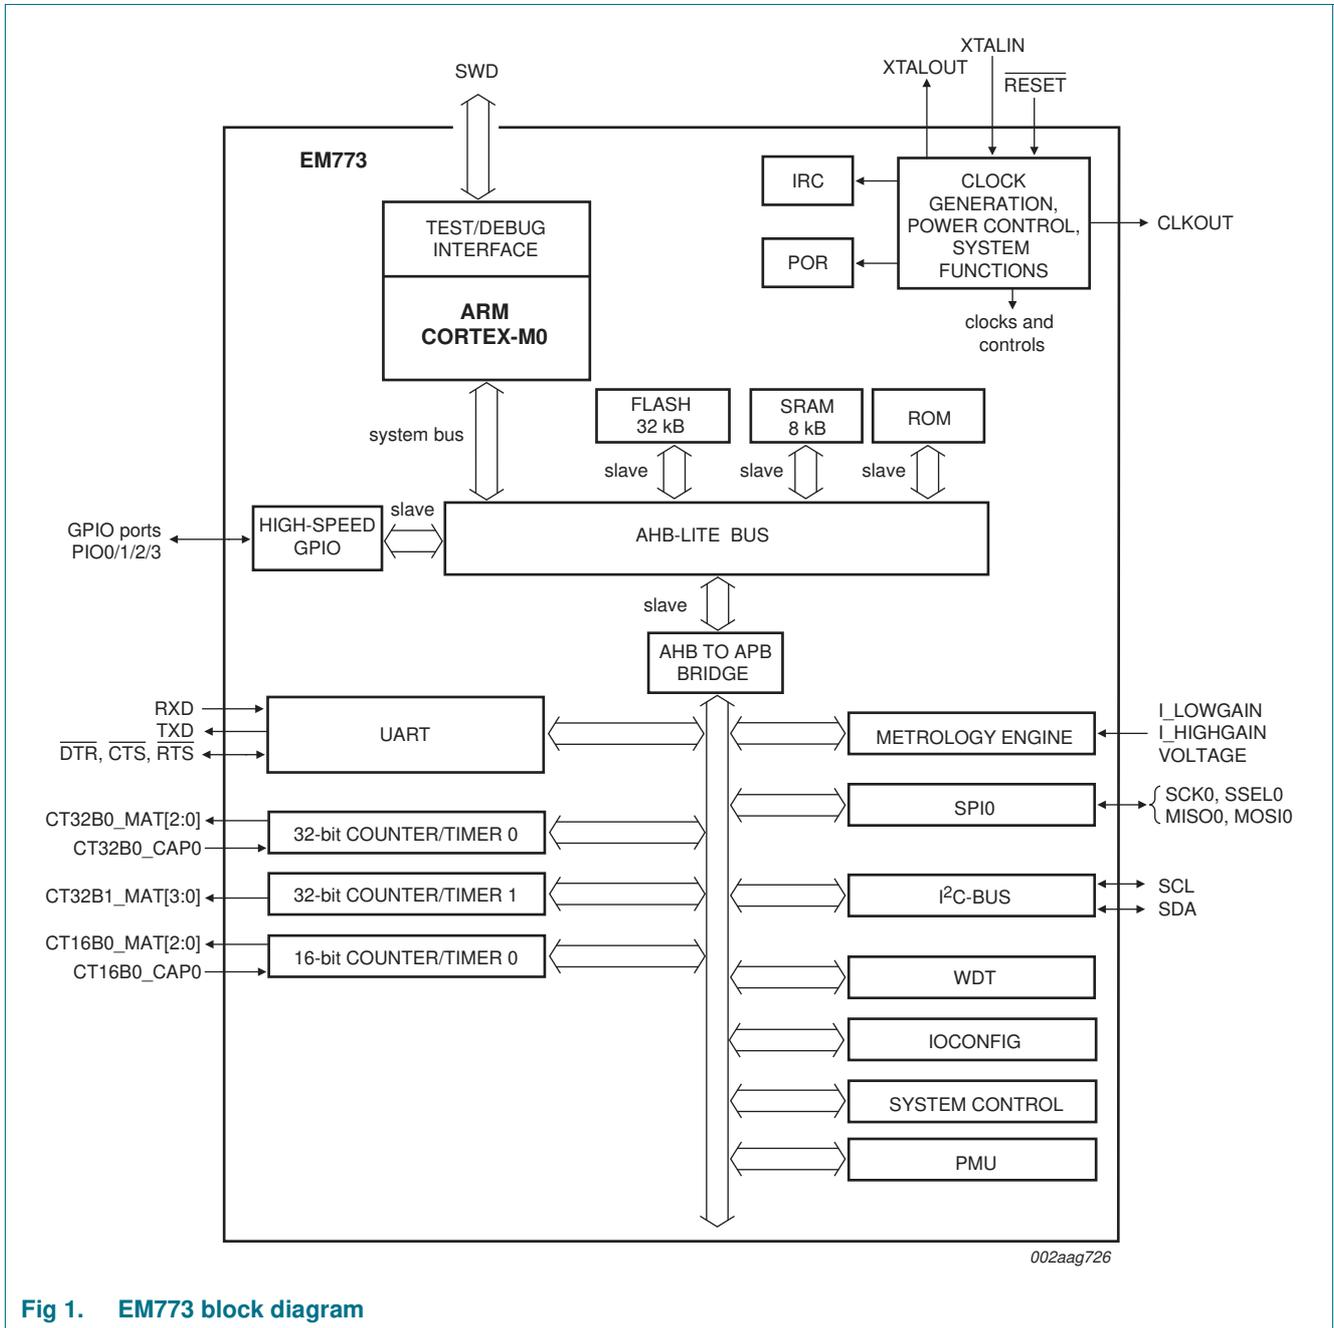 SWD
XTALIN
XTALOUT
RESET
EM773
TEST/DEBUG
INTERFACE
ARM
CORTEX-M0
IRC
POR
CLOCK
GENERATION,
POWER CONTROL,
SYSTEM
FUNCTIONS
CLKOUT
clocks and
controls
system bus
FLASH
32 kB
SRAM
8 kB
ROM
slave
slave
slave
GPIO ports
PIO0/1/2/3
HIGH-SPEED
GPIO
slave
AHB-LITE BUS
slave
AHB TO APB
BRIDGE
RXD
TXD
DTR, CTS, RTS
UART
METROLOGY ENGINE
I_LOWGAIN
I_HIGHGAIN
VOLTAGE
SPI0
SCK0, SSEL0
MISO0, MOSI0
CT32B0_MAT[2:0]
CT32B0_CAP0
32-bit COUNTER/TIMER 0
CT32B1_MAT[3:0]
32-bit COUNTER/TIMER 1
I²C-BUS
SCL
SDA
CT16B0_MAT[2:0]
CT16B0_CAP0
16-bit COUNTER/TIMER 0
WDT
IOCONFIG
SYSTEM CONTROL
PMU
002aag726
Fig 1. EM773 block diagram